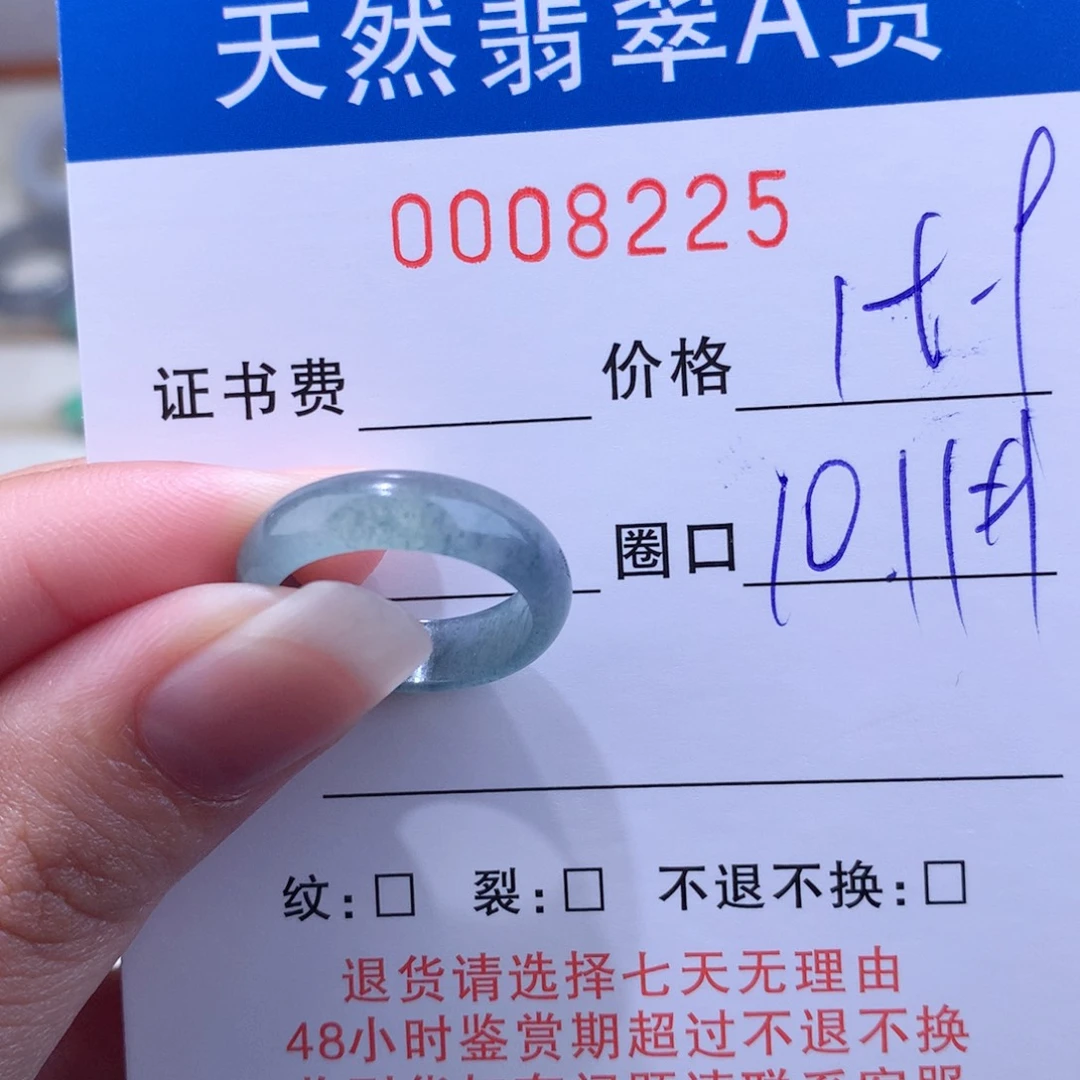 天然翡翠A货
0008225
证书费 价格
圈口
纹:□ 裂:□ 不退不换:□
退货请选择七天无理由
48小时鉴赏期超过不退不换